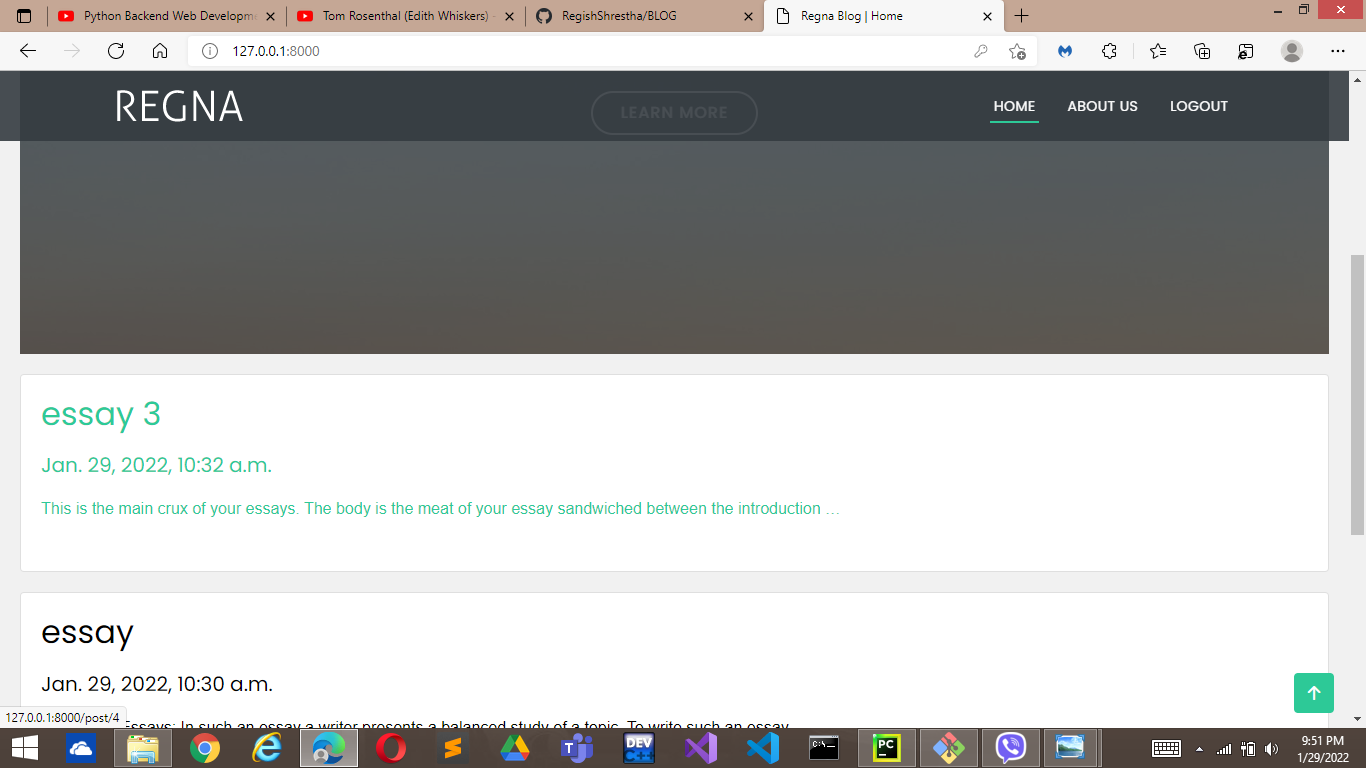 Python Backend Web Developme
Tom Rosenthal (Edith Whiskers) -
RegishShrestha/BLOG
Regna Blog | Home
127.0.0.1:8000
REGNA
LEARN MORE
HOME
ABOUT US
LOGOUT
essay 3
Jan. 29, 2022, 10:32 a.m.
This is the main crux of your essays. The body is the meat of your essay sandwiched between the introduction …
essay
Jan. 29, 2022, 10:30 a.m.
Essays: In such an essay a writer presents a balanced study of a topic. To write such an essay
127.0.0.1:8000/post/4
DEV
C++
C:\_
PC
9:51 PM
1/29/2022